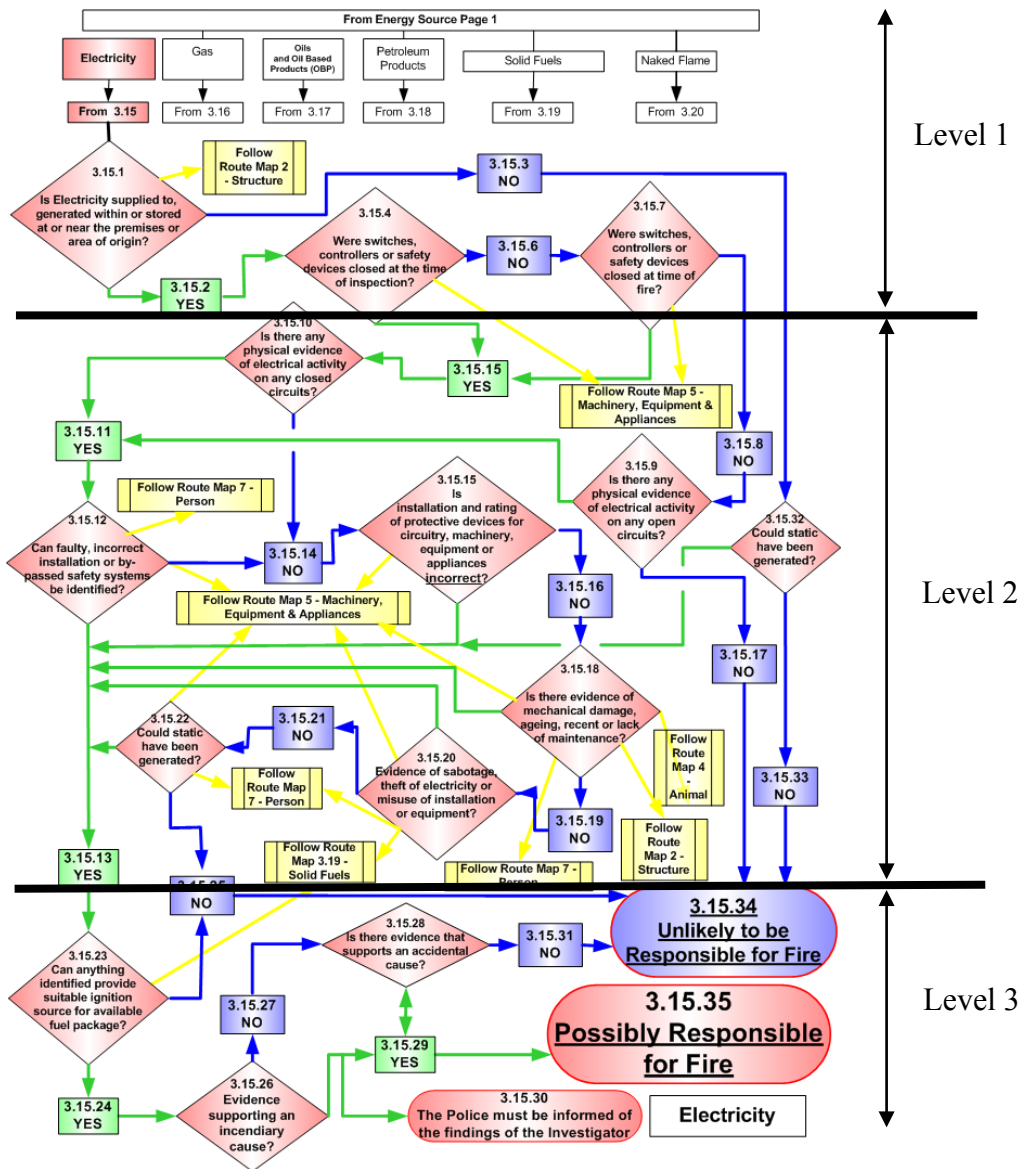 From Energy Source Page 1
Electricity
Gas
Oils
and Oil Based
Products (OBP)
Petroleum
Products
Solid Fuels
Naked Flame
From 3.15
From 3.16
From 3.17
From 3.18
From 3.19
From 3.20
Level 1
3.15.1
Is Electricity supplied to,
generated within or stored
at or near the premises or
area of origin?
Follow
Route Map 2
- Structure
3.15.3
NO
3.15.4
Were switches,
controllers or safety
devices closed at the time
of inspection?
3.15.6
NO
3.15.7
Were switches,
controllers or
safety devices
closed at time of
fire?
3.15.2
YES
3.15.10
Is there any
physical evidence
of electrical activity
on any closed
circuits?
3.15.15
YES
Follow Route Map 5 -
Machinery, Equipment &
Appliances
3.15.11
YES
3.15.8
NO
3.15.9
Is there any
physical evidence
of electrical activity
on any open
circuits?
Follow Route Map 7 -
Person
3.15.15
Is
installation and rating
of protective devices for
circuitry, machinery,
equipment or
appliances
incorrect?
3.15.32
Could static
have been
generated?
3.15.12
Can faulty, incorrect
installation or by-
passed safety systems
be identified?
3.15.14
NO
3.15.16
NO
Level 2
Follow Route Map 5 - Machinery,
Equipment & Appliances
3.15.17
NO
3.15.18
Is there evidence of
mechanical damage,
ageing, recent or lack
of maintenance?
3.15.22
Could static
have been
generated?
3.15.21
NO
3.15.20
Evidence of sabotage,
theft of electricity or
misuse of installation
or equipment?
Follow
Route Map
7 - Person
Follow
Route Map
4 -
Animal
3.15.33
NO
3.15.19
NO
Follow
Route Map
2 -
Structure
3.15.13
YES
Follow Route
Map 3.19 -
Solid Fuels
Follow Route Map 7 -
Person
NO
3.15.34
Unlikely to be
Responsible for Fire
3.15.28
Is there evidence that
supports an accidental
cause?
3.15.31
NO
3.15.23
Can anything
identified provide
suitable ignition
source for available
fuel package?
3.15.27
NO
3.15.29
YES
3.15.35
Possibly Responsible
for Fire
Level 3
3.15.24
YES
3.15.26
Evidence
supporting an
incendiary
cause?
3.15.30
The Police must be informed of
the findings of the Investigator
Electricity